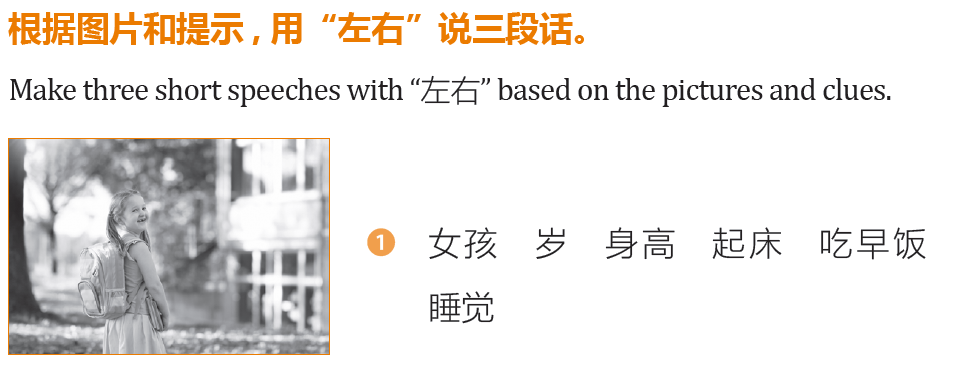 根据图片和提示，用“左右”说三段话。
Make three short speeches with “左右” based on the pictures and clues.
1 女孩 岁 身高 起床 吃早饭
睡觉